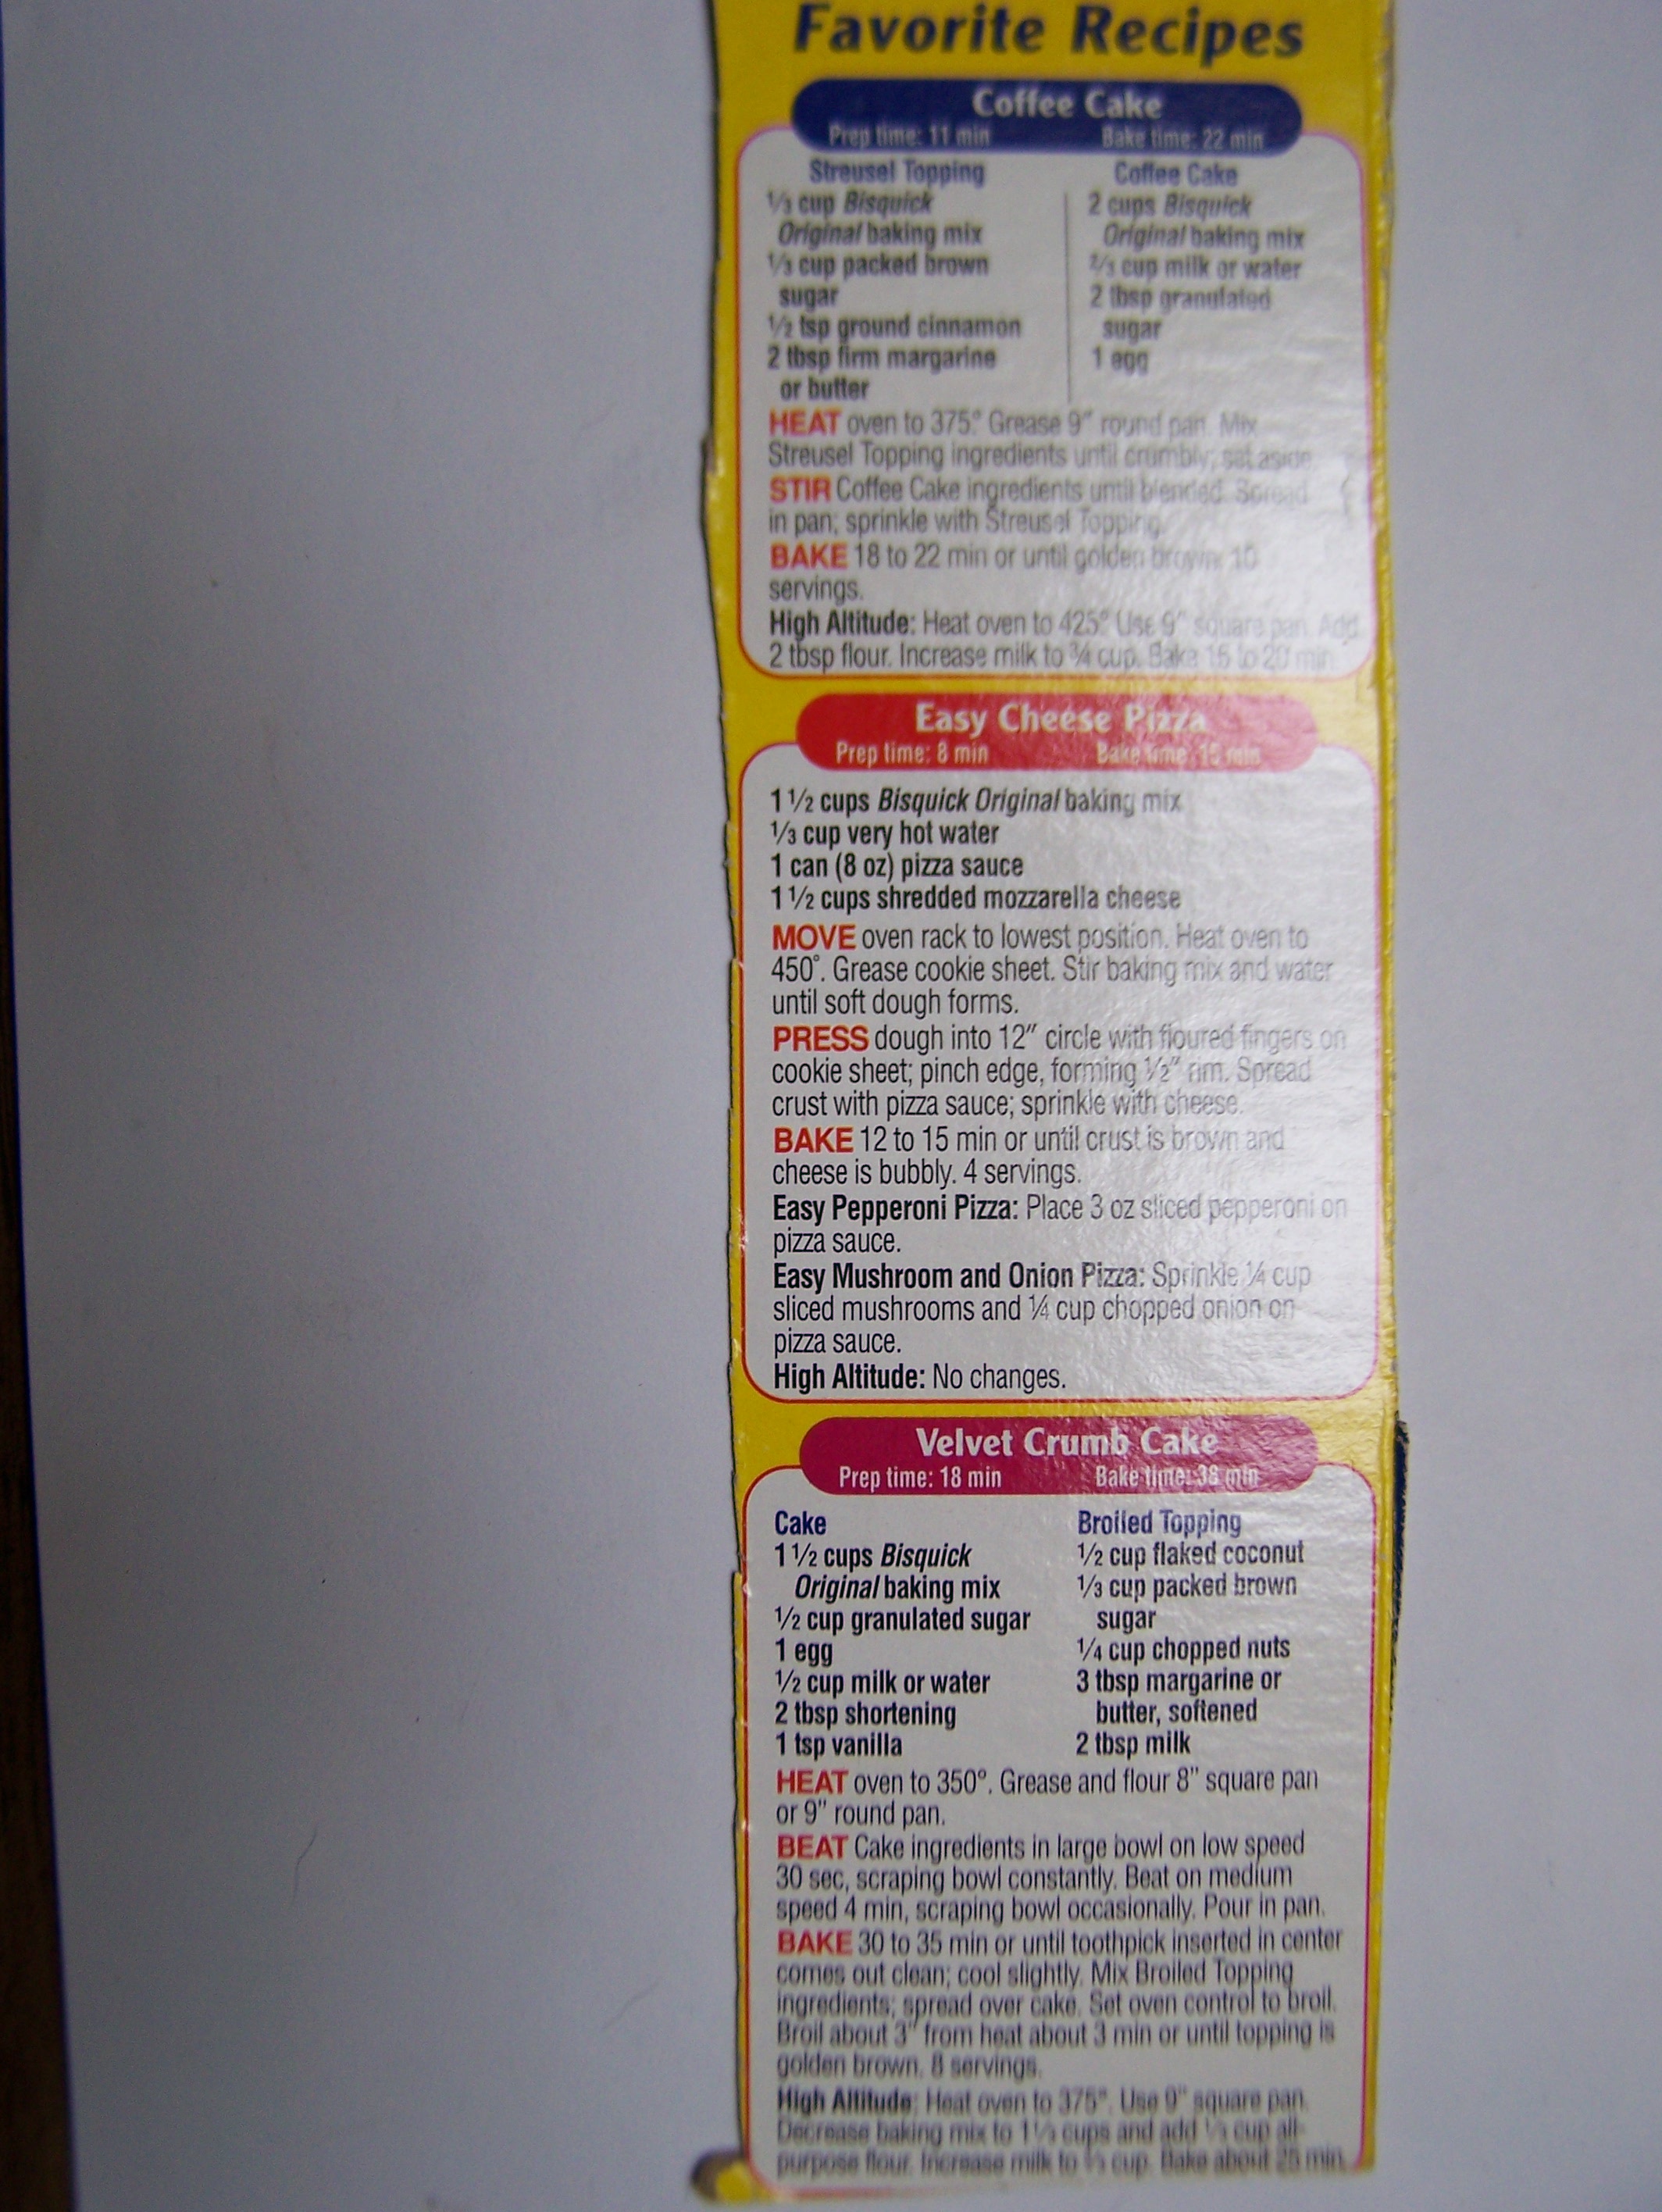 Favorite Recipes
Coffee Cake
Prep time: 11 min Bake time: 22 min
Streusel Topping
⅓ cup Bisquick
Original baking mix
⅓ cup packed brown
sugar
½ tsp ground cinnamon
2 tbsp firm margarine
or butter
Coffee Cake
2 cups Bisquick
Original baking mix
⅔ cup milk or water
2 tbsp granulated
sugar
1 egg
HEAT oven to 375.° Grease 9" round pan. Mix
Streusel Topping ingredients until crumbly; set aside.
STIR Coffee Cake ingredients until blended. Spread
in pan; sprinkle with Streusel Topping.
BAKE 18 to 22 min or until golden brown. 10
servings.
High Altitude: Heat oven to 425.° Use 9" square pan. Add
2 tbsp flour. Increase milk to ¾ cup. Bake 15 to 20 min.
Easy Cheese Pizza
Prep time: 8 min Bake time: 15 min
1 ½ cups Bisquick Original baking mix
⅓ cup very hot water
1 can (8 oz) pizza sauce
1 ½ cups shredded mozzarella cheese
MOVE oven rack to lowest position. Heat oven to
450°. Grease cookie sheet. Stir baking mix and water
until soft dough forms.
PRESS dough into 12" circle with floured fingers on
cookie sheet; pinch edge, forming ½" rim. Spread
crust with pizza sauce; sprinkle with cheese.
BAKE 12 to 15 min or until crust is brown and
cheese is bubbly. 4 servings.
Easy Pepperoni Pizza: Place 3 oz sliced pepperoni on
pizza sauce.
Easy Mushroom and Onion Pizza: Sprinkle ¼ cup
sliced mushrooms and ¼ cup chopped onion on
pizza sauce.
High Altitude: No changes.
Velvet Crumb Cake
Prep time: 18 min Bake time: 38 min
Cake
1 ½ cups Bisquick
Original baking mix
½ cup granulated sugar
1 egg
½ cup milk or water
2 tbsp shortening
1 tsp vanilla
Broiled Topping
½ cup flaked coconut
⅓ cup packed brown
sugar
¼ cup chopped nuts
3 tbsp margarine or
butter, softened
2 tbsp milk
HEAT oven to 350°. Grease and flour 8" square pan
or 9" round pan.
BEAT Cake ingredients in large bowl on low speed
30 sec, scraping bowl constantly. Beat on medium
speed 4 min, scraping bowl occasionally. Pour in pan.
BAKE 30 to 35 min or until toothpick inserted in center
comes out clean; cool slightly. Mix Broiled Topping
ingredients; spread over cake. Set oven control to broil.
Broil about 3" from heat about 3 min or until topping is
golden brown. 8 servings.
High Altitude: Heat oven to 375°. Use 9" square pan.
Decrease baking mix to cups and add cup all-
purpose flour. Increase milk to cup. Bake about 25 min.